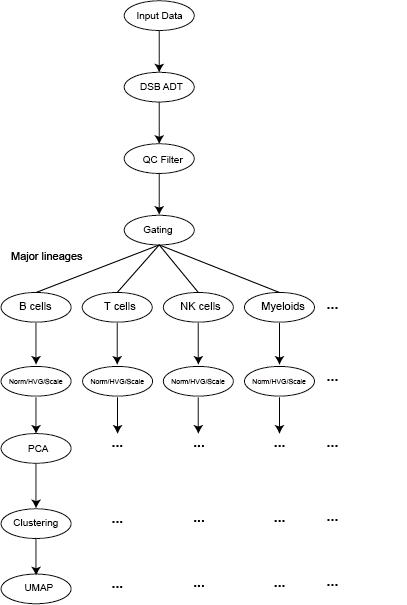 Input Data
DSB ADT
QC Filter
Gating
Major lineages
B cells T cells NK cells Myeloids ...
Norm/HVG/Scale Norm/HVG/Scale Norm/HVG/Scale Norm/HVG/Scale ...
PCA ... ... ... ...
Clustering ... ... ... ...
UMAP ... ... ... ...